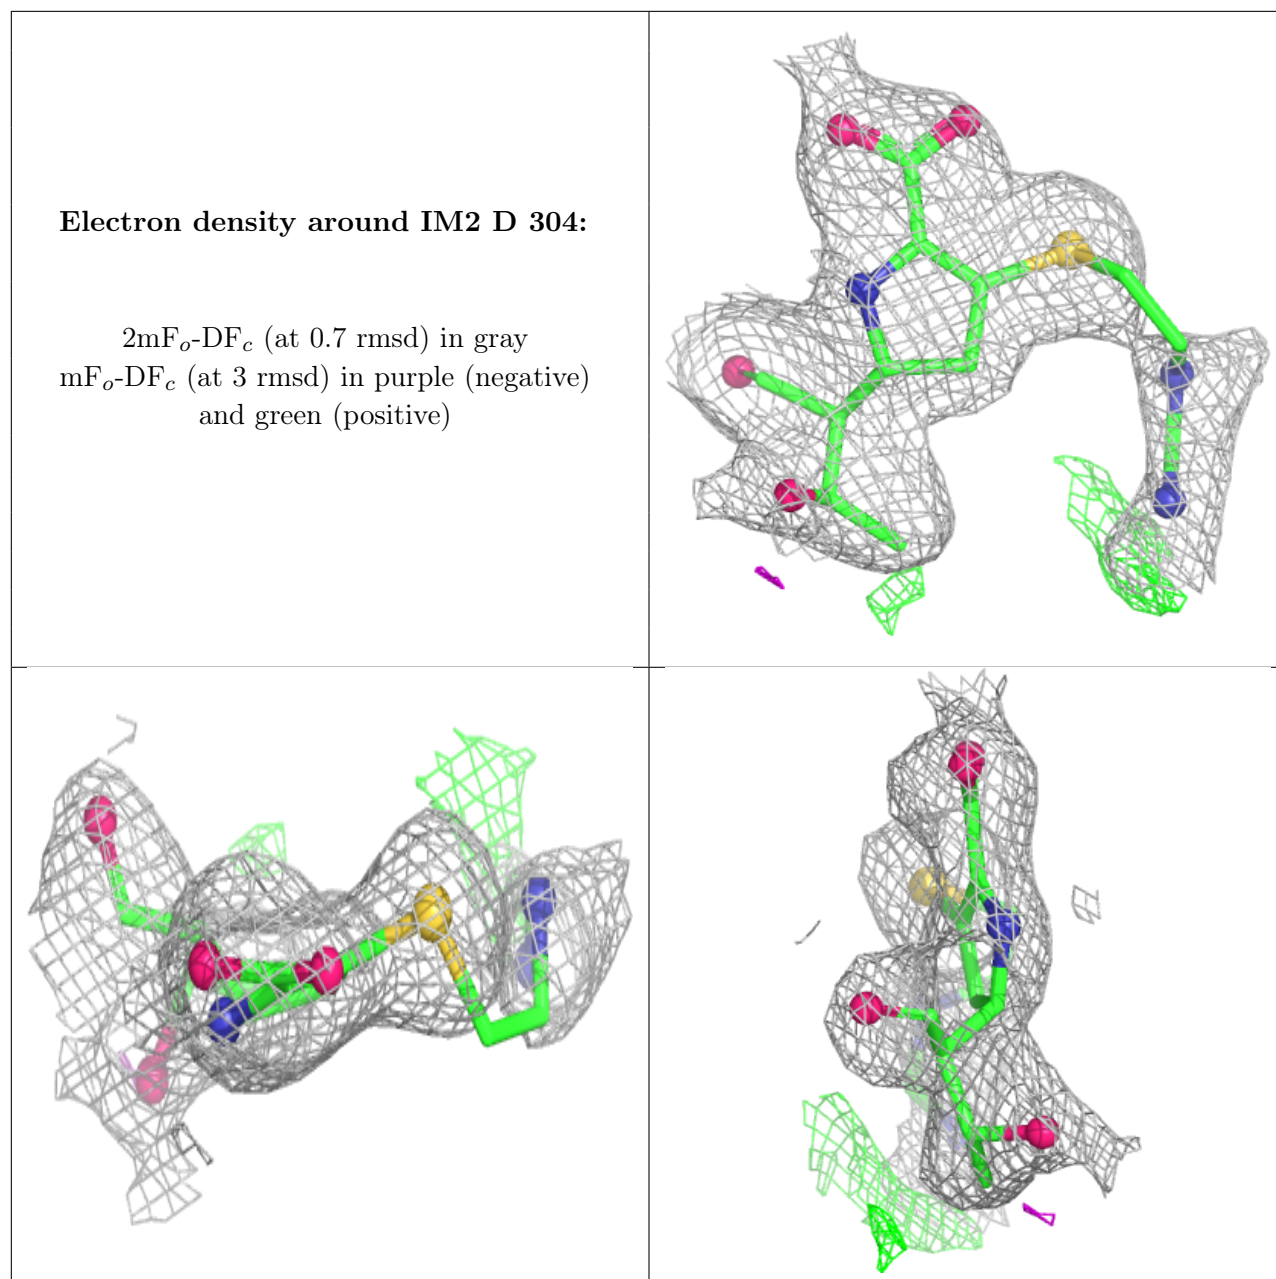 Electron density around IM2 D 304:
2mFₒ-DF𝒸 (at 0.7 rmsd) in gray
mFₒ-DF𝒸 (at 3 rmsd) in purple (negative)
and green (positive)